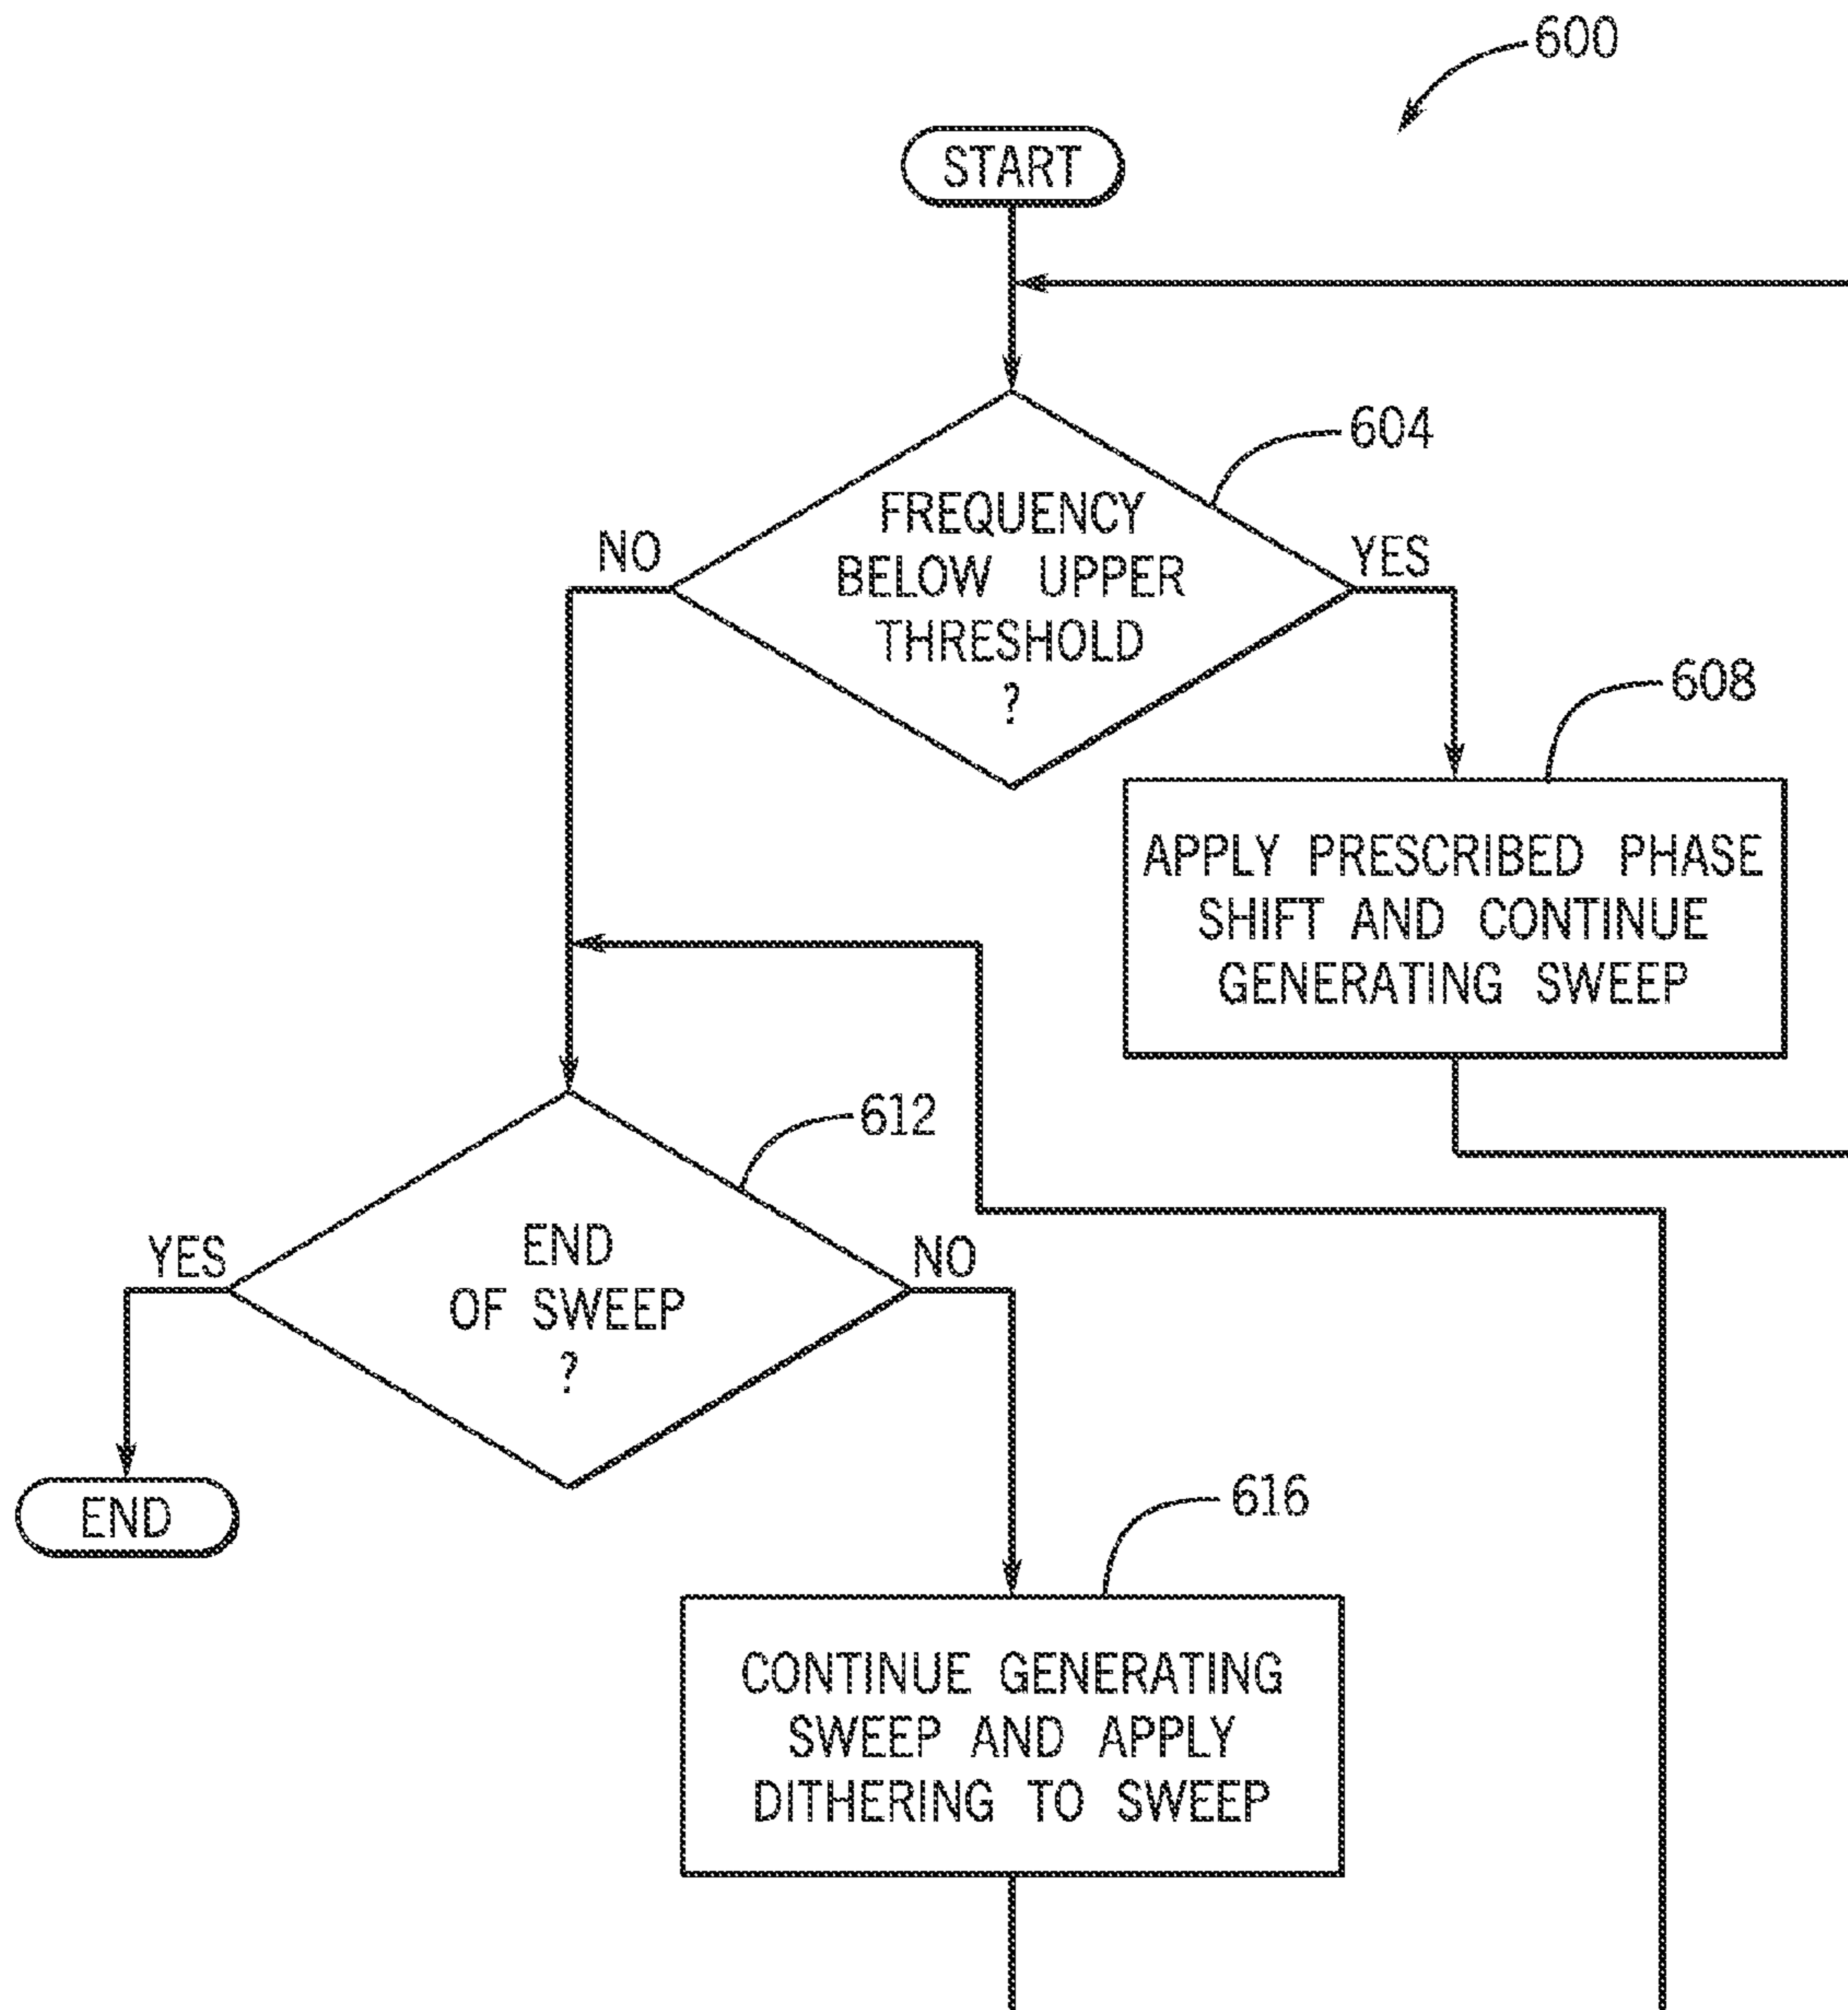 600
START
604
FREQUENCY
BELOW UPPER
THRESHOLD
?
NO
YES
608
APPLY PRESCRIBED PHASE
SHIFT AND CONTINUE
GENERATING SWEEP
612
END
OF SWEEP
?
YES
NO
END
616
CONTINUE GENERATING
SWEEP AND APPLY
DITHERING TO SWEEP